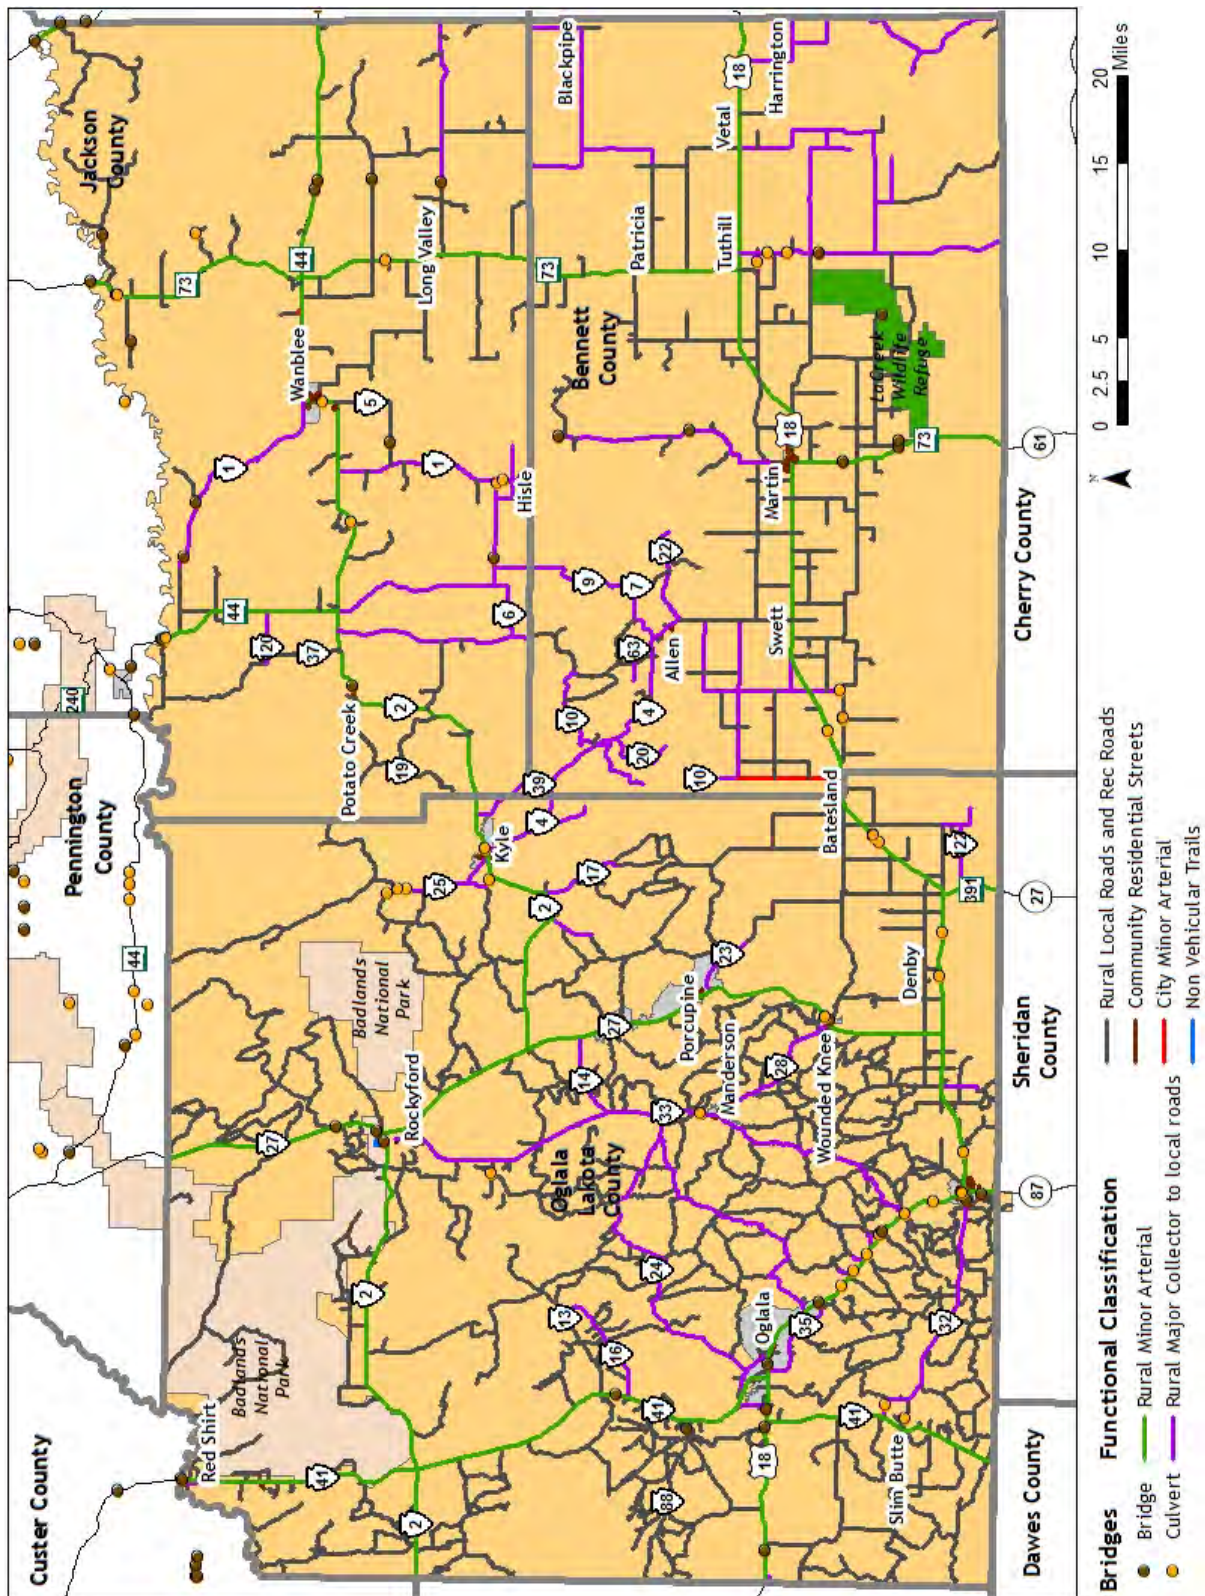 Custer County
Pennington
County
Jackson
County
240
44
Red Shirt
Badlands
National
Park
27
Rockyford
Badlands
National
Park
41
2
2
25
Kyle
4
39
Potato Creek
19
2
37
20
44
1
Wanblee
5
1
Hisle
6
73
44
Long Valley
73
Blackpipe
Bennett
County
Patricia
Tuthill
Vetal
18
Harrington
9
7
22
63
Allen
10
4
20
10
Swett
Martin
18
LaCreek
Wildlife
Refuge
73
2
17
27
Porcupine
23
14
33
Manderson
28
Wounded Knee
Oglala
Lakota
County
24
13
16
41
Oglala
35
32
41
18
88
Slim Butte
Batesland
Denby
122
391
Dawes County
87
Sheridan
County
27
Cherry County
61
N
0
2.5
5
10
15
20
Miles
Bridges
Bridge
Culvert
Functional Classification
Rural Minor Arterial
Rural Major Collector to local roads
Rural Local Roads and Rec Roads
Community Residential Streets
City Minor Arterial
Non Vehicular Trails